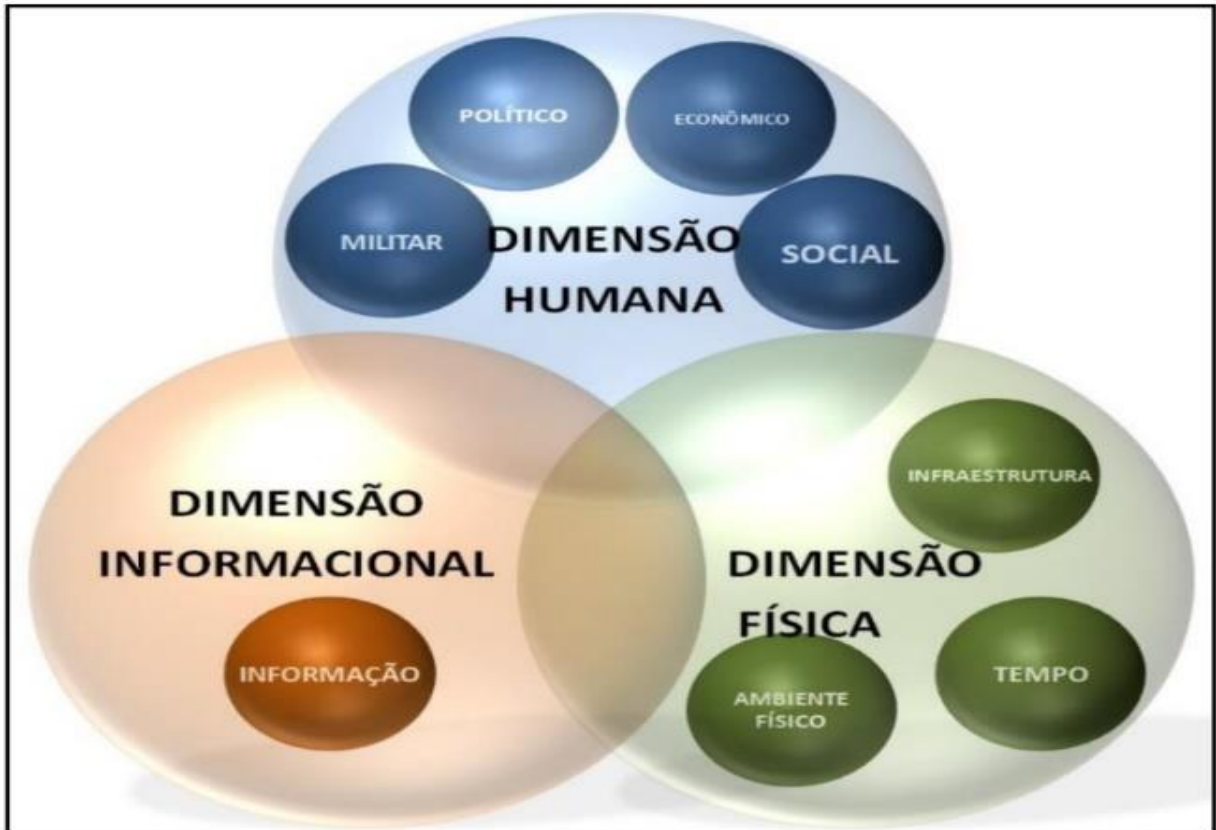 POLÍTICO
ECONÔMICO
MILITAR
SOCIAL
DIMENSÃO
HUMANA
DIMENSÃO
INFORMACIONAL
INFORMAÇÃO
INFRAESTRUTURA
DIMENSÃO
FÍSICA
TEMPO
AMBIENTE
FÍSICO